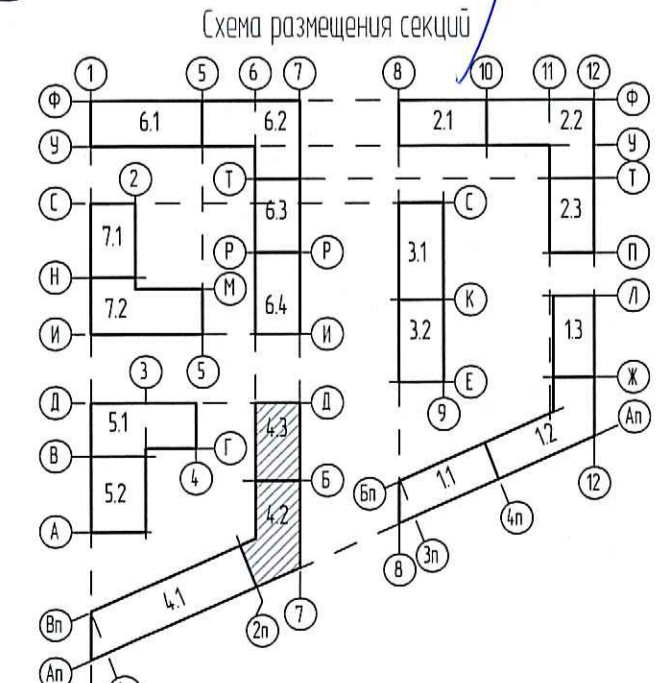 Схема размещения секций
1 5 6 7 8 10 11 12
Ф 6.1 6.2 2.1 2.2 Ф
У У
2 Т Т
С 7.1 6.3 С 2.3
Р Р 3.1 П
Н М К Л
И 7.2 6.4 И 3.2 1.3
3 5 Е Ж
Д 5.1 4.3 Д 9 Ап
В Г 1.2
5.2 4 Б Бп 1.1
А 4.2 4п 12
3п
4.1 8
Вп 2п 7
Ап